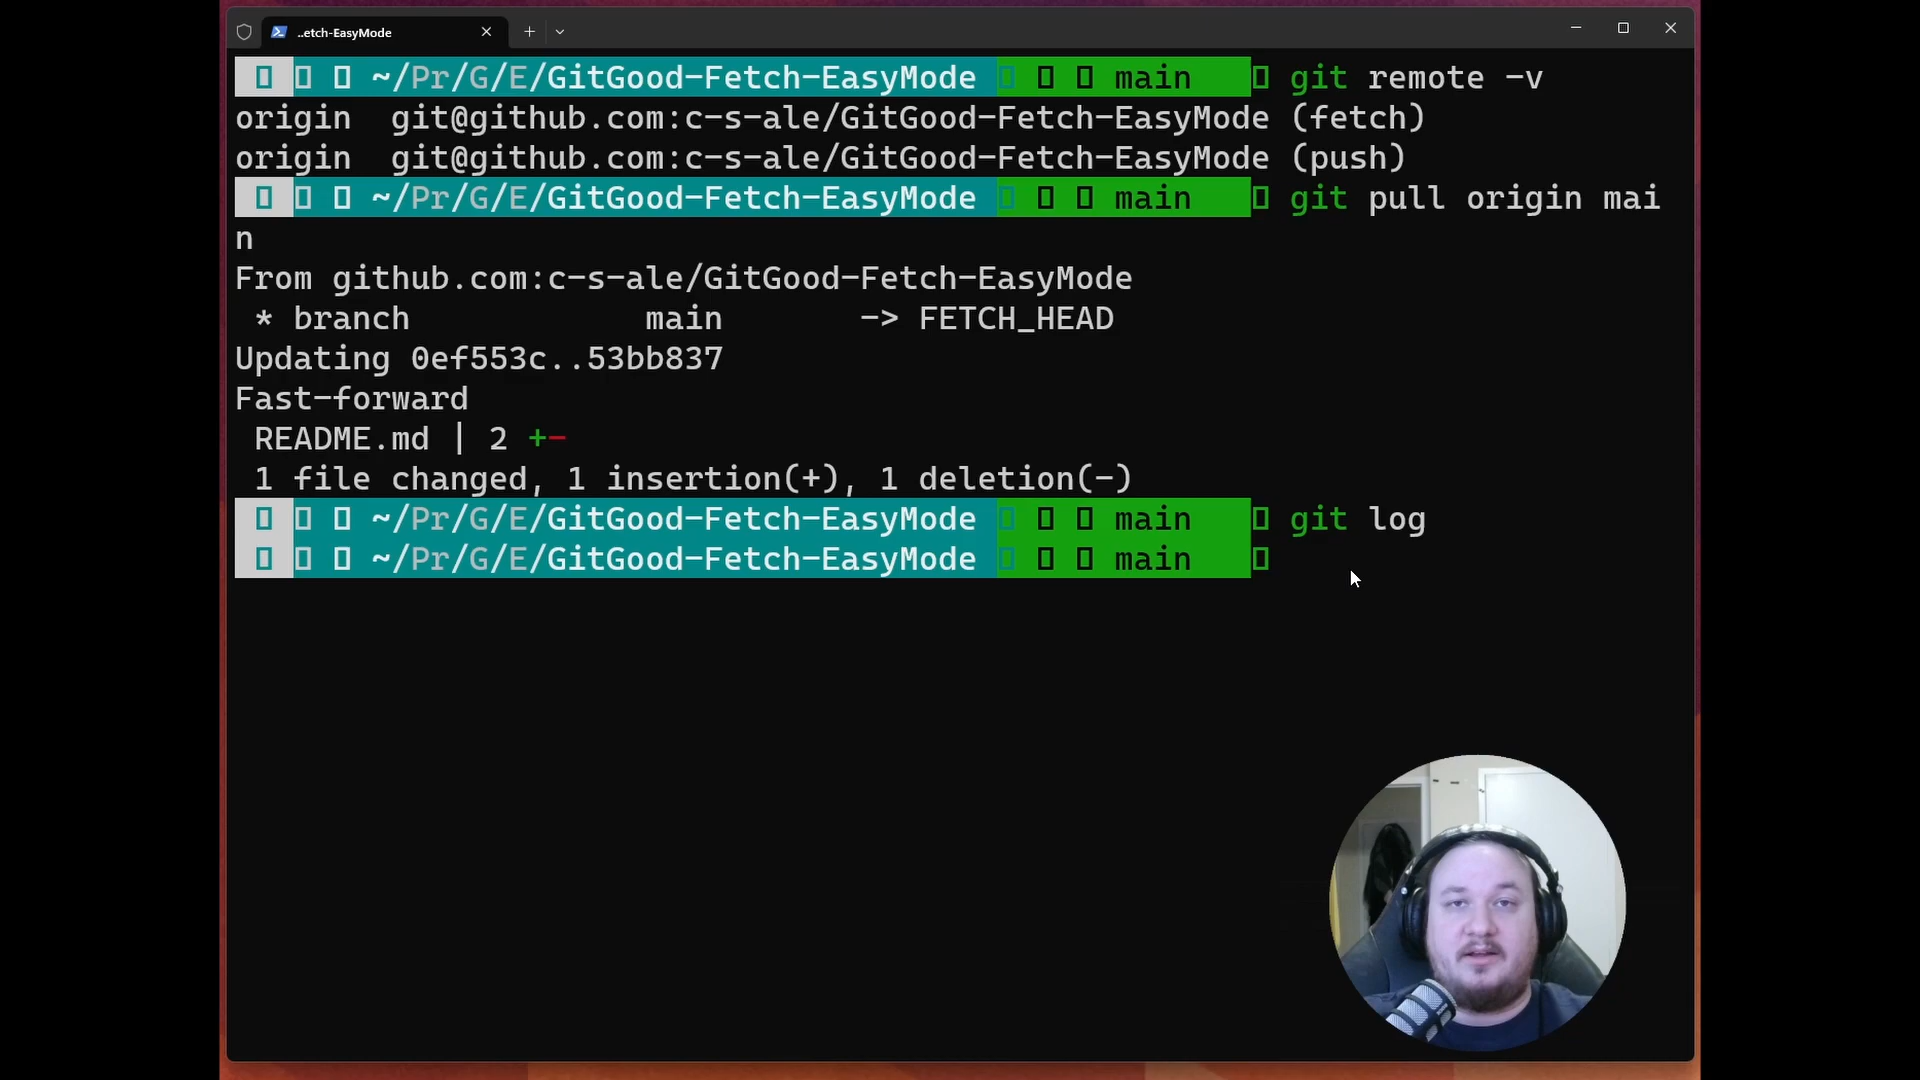 ..etch-EasyMode
~/Pr/G/E/GitGood-Fetch-EasyMode main git remote -v
origin  git@github.com:c-s-ale/GitGood-Fetch-EasyMode (fetch)
origin  git@github.com:c-s-ale/GitGood-Fetch-EasyMode (push)
~/Pr/G/E/GitGood-Fetch-EasyMode main git pull origin mai
n
From github.com:c-s-ale/GitGood-Fetch-EasyMode
 * branch            main       -> FETCH_HEAD
Updating 0ef553c..53bb837
Fast-forward
 README.md | 2 +-
 1 file changed, 1 insertion(+), 1 deletion(-)
~/Pr/G/E/GitGood-Fetch-EasyMode main git log
~/Pr/G/E/GitGood-Fetch-EasyMode main